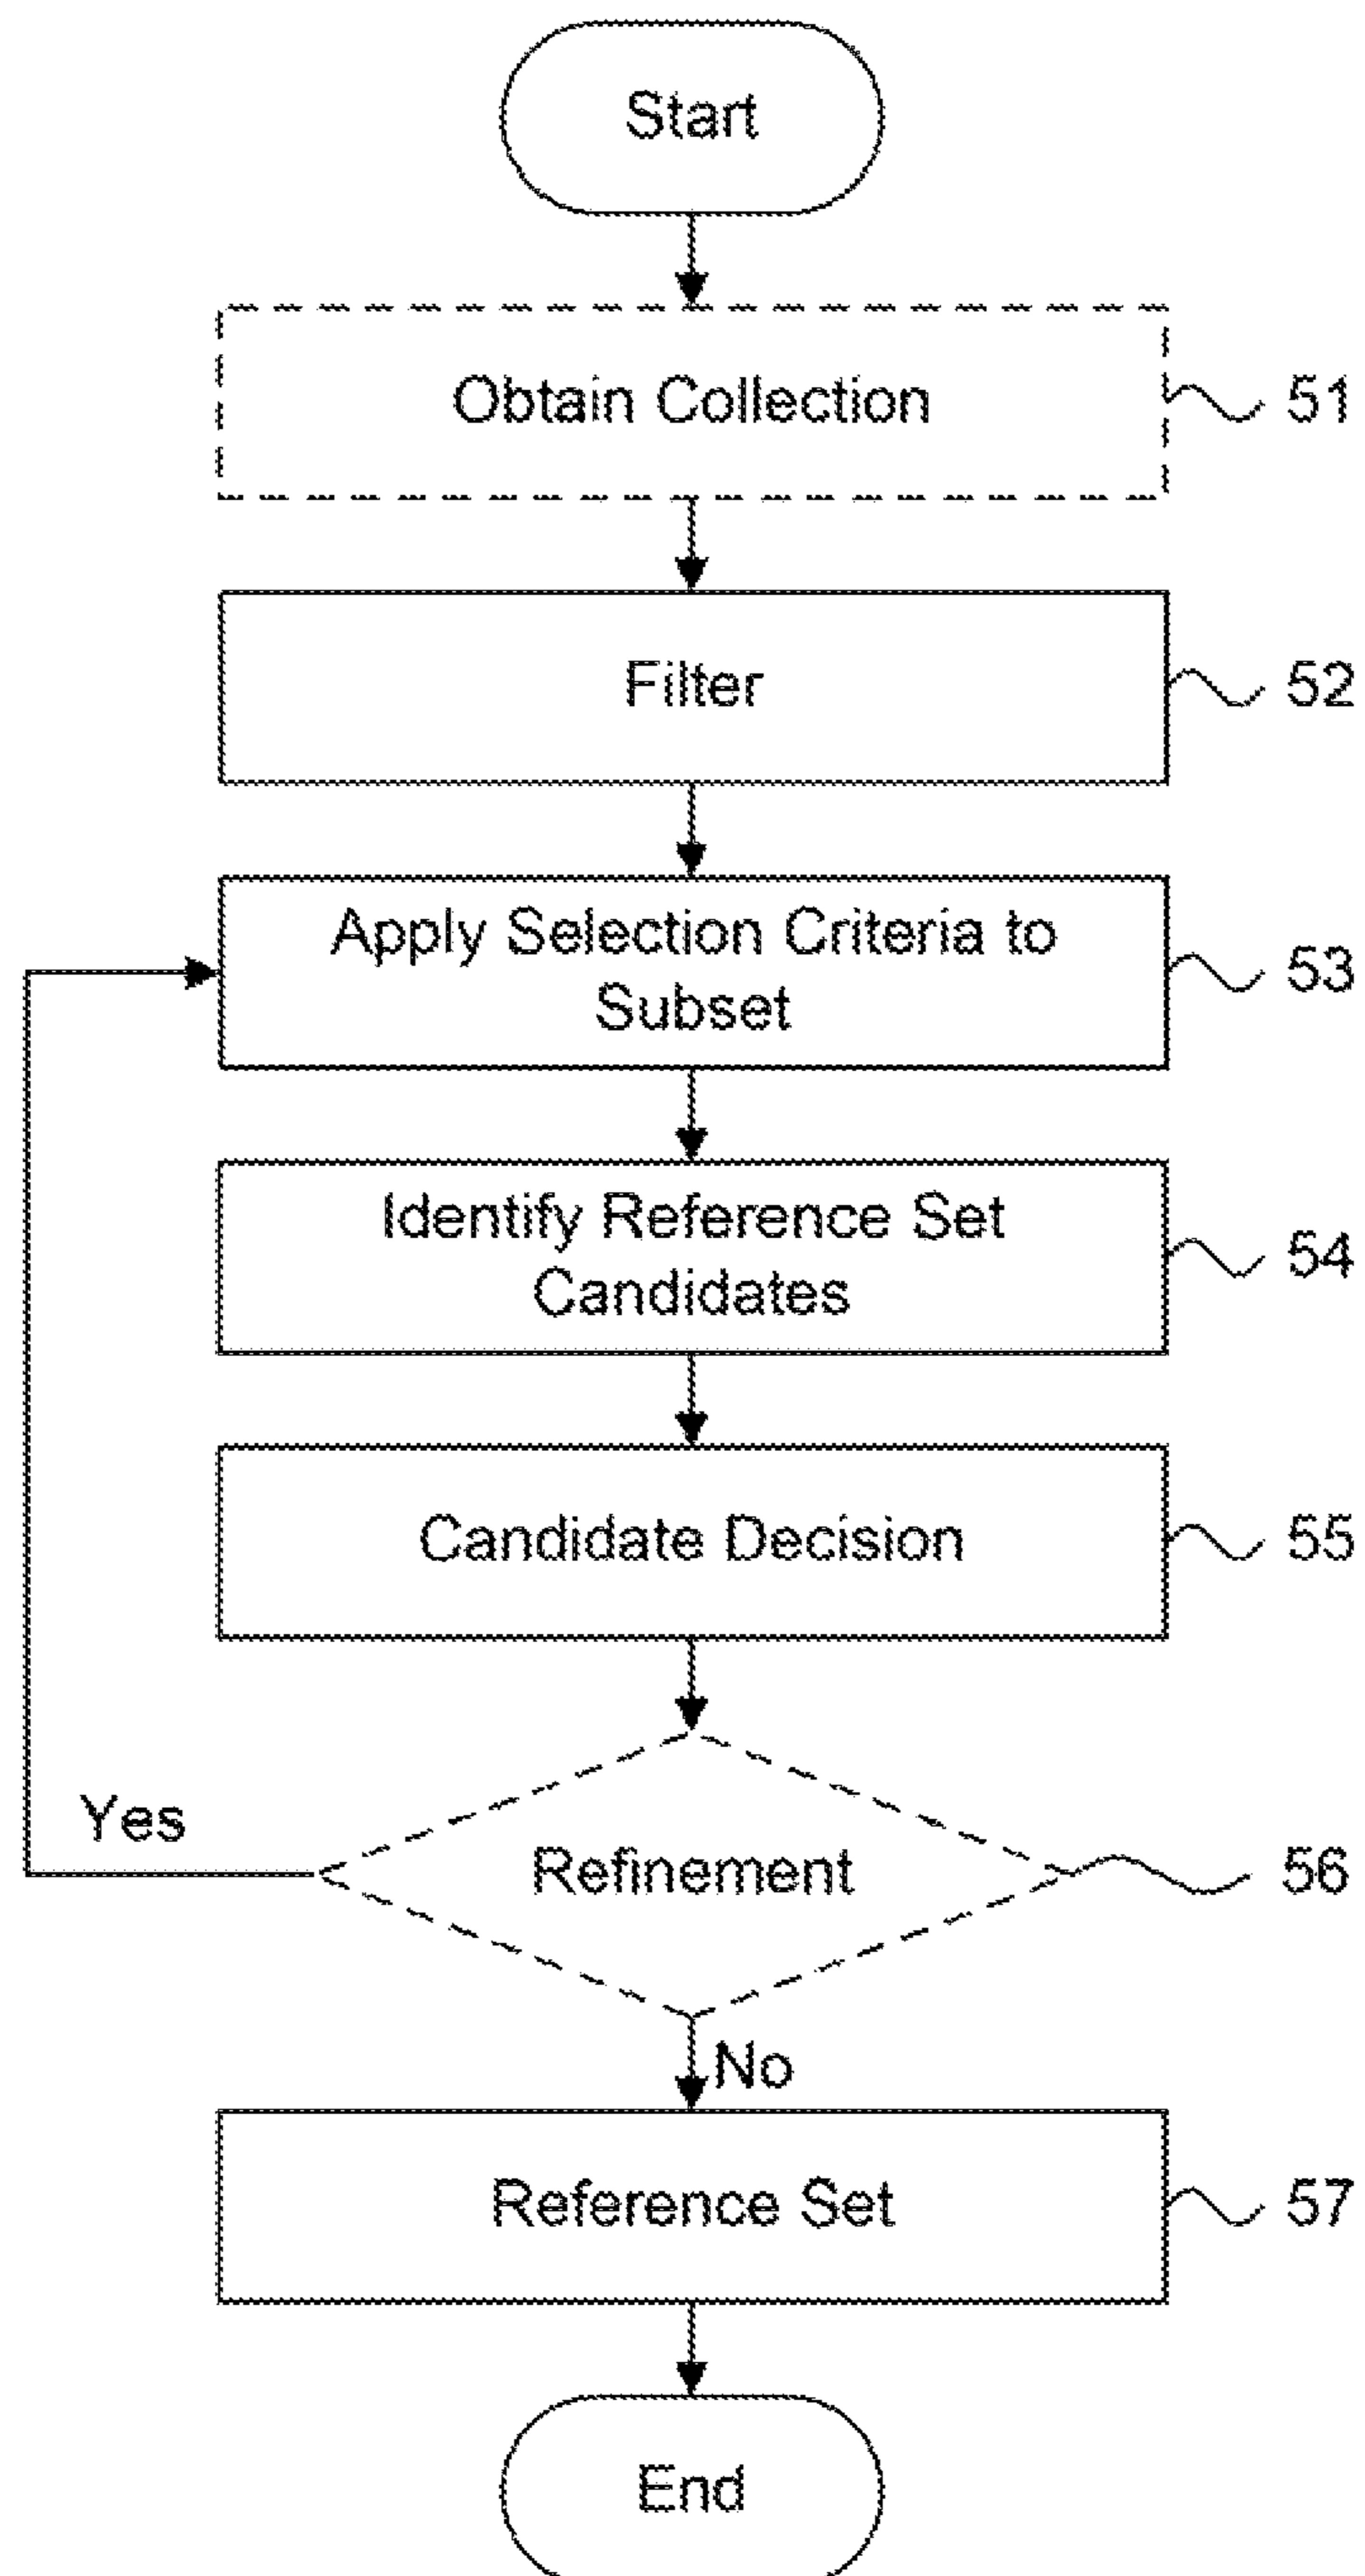 Start
Obtain Collection
51
Filter
52
Apply Selection Criteria to
Subset
53
Identify Reference Set
Candidates
54
Candidate Decision
55
Yes
Refinement
56
No
Reference Set
57
End